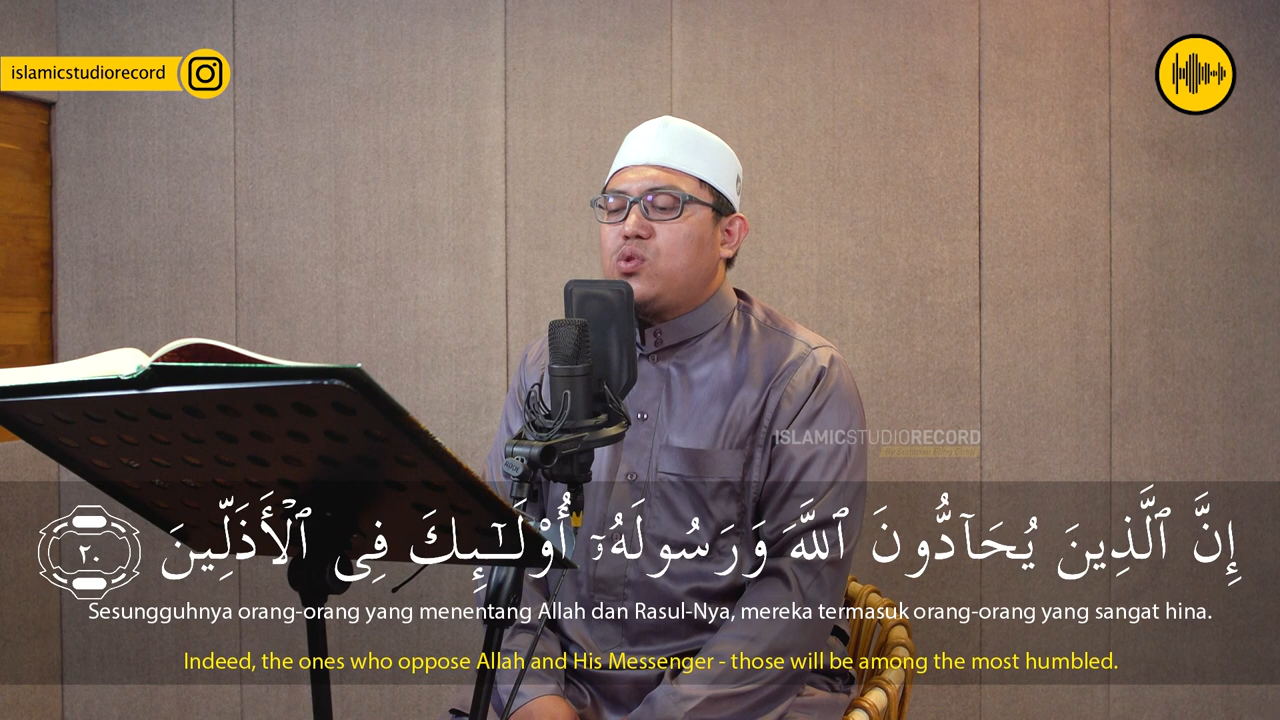 islamicstudiorecord
ISLAMICSTUDIORECORD
إِنَّ ٱلَّذِينَ يُحَآدُّونَ ٱللَّهَ وَرَسُولَهُۥٓ أُو۟لَـٰٓئِكَ فِى ٱلْأَذَلِّينَ ٢٠
Sesungguhnya orang-orang yang menentang Allah dan Rasul-Nya, mereka termasuk orang-orang yang sangat hina.
Indeed, the ones who oppose Allah and His Messenger - those will be among the most humbled.